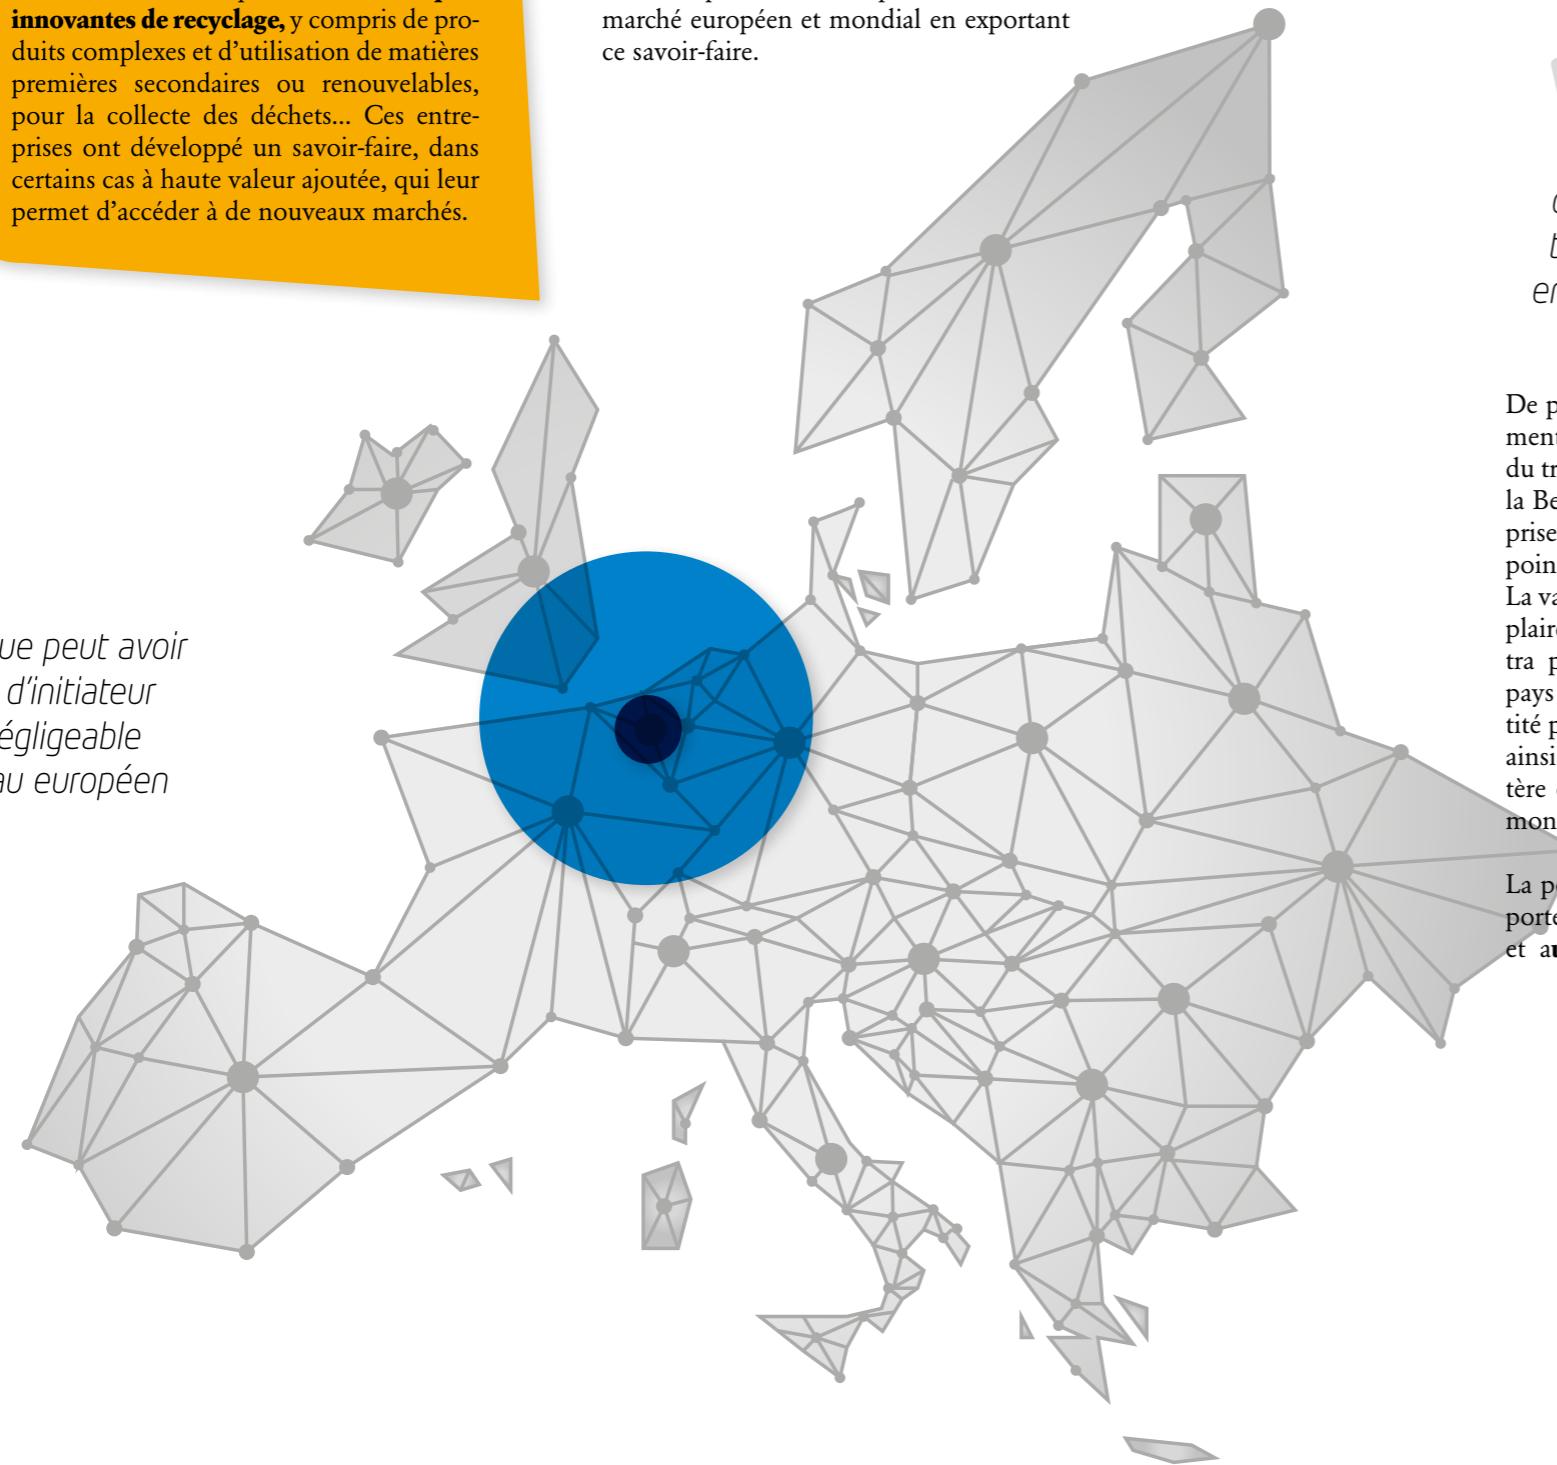 innovantes de recyclage, y compris de pro-
duits complexes et d'utilisation de matières
premières secondaires ou renouvelables,
pour la collecte des déchets... Ces entre-
prises ont développé un savoir-faire, dans
certains cas à haute valeur ajoutée, qui leur
permet d'accéder à de nouveaux marchés.
marché européen et mondial en exportant
ce savoir-faire.
ue peut avoir
d'initiateur
égligeable
au européen
er
De p
ment
du tr
la Be
prise
poin
La va
plaire
tra p
pays
tité p
ainsi
tère
mon
La p
porte
et au